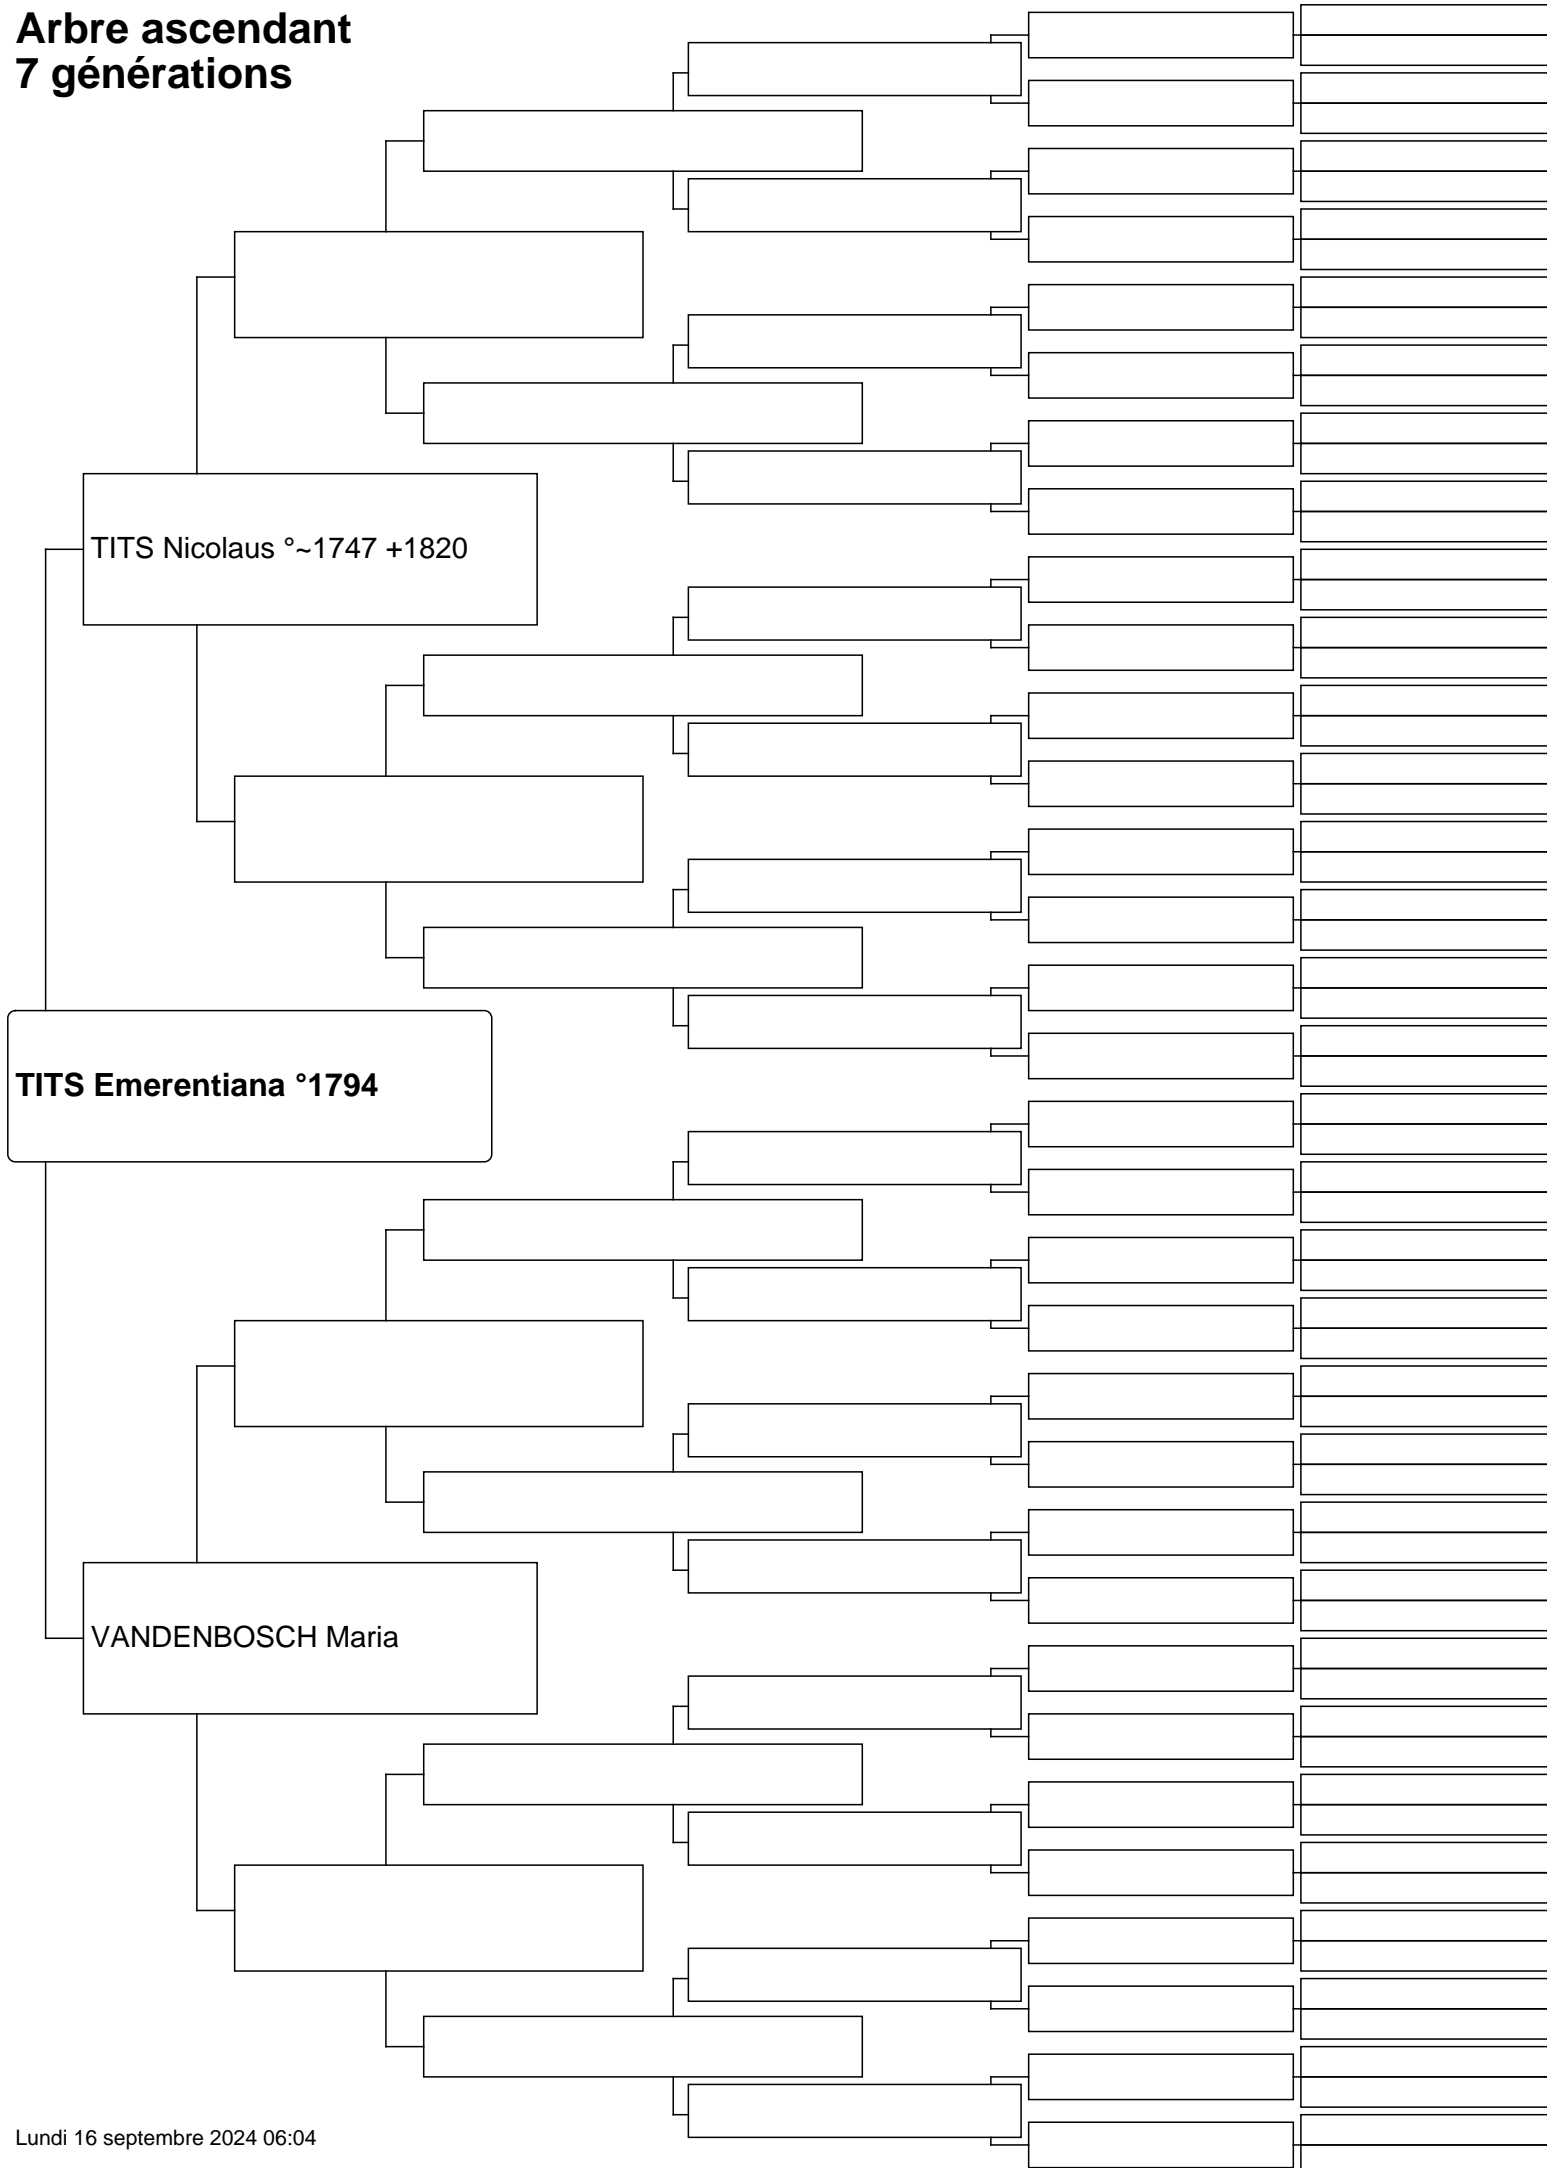 Arbre ascendant
7 générations
TITS Nicolaus °~1747 +1820
TITS Emerentiana °1794
VANDENBOSCH Maria
Lundi 16 septembre 2024 06:04